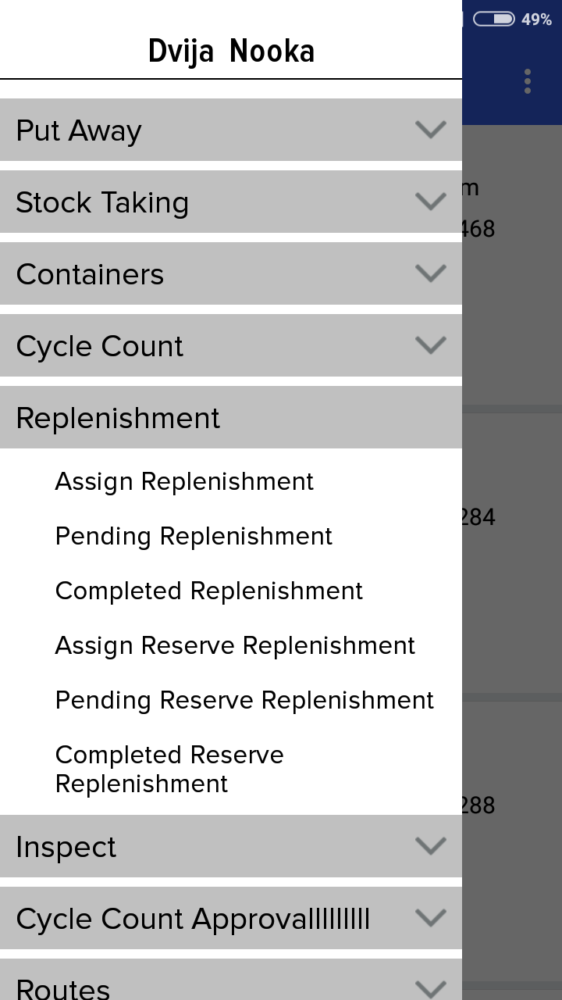 49%
Dvija Nooka
Put Away
Stock Taking
m
468
Containers
Cycle Count
Replenishment
Assign Replenishment
284
Pending Replenishment
Completed Replenishment
Assign Reserve Replenishment
Pending Reserve Replenishment
Completed Reserve
Replenishment
288
Inspect
Cycle Count Approvalllllllll
Routes